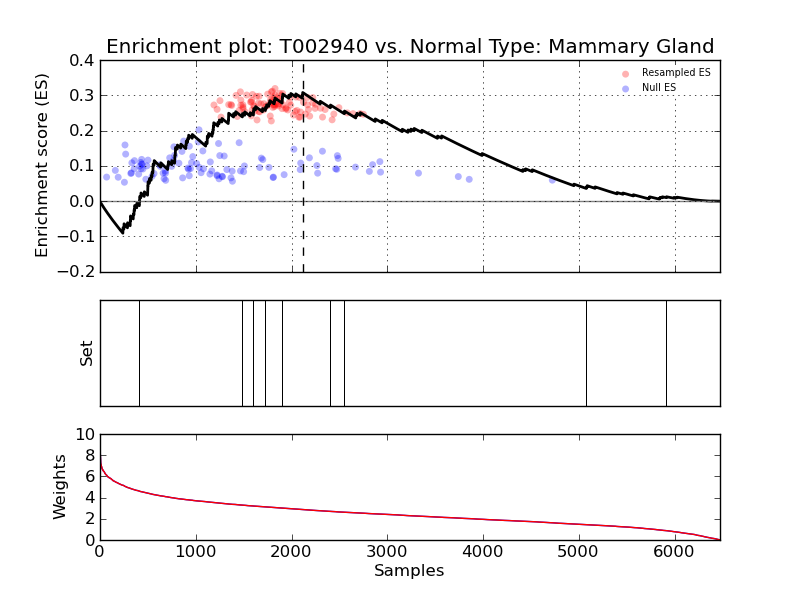 Enrichment plot: T002940 vs. Normal Type: Mammary Gland
Resampled ES
Null ES
Enrichment score (ES)
0.4
0.3
0.2
0.1
0.0
−0.1
−0.2
Set
Weights
10
8
6
4
2
0
0 1000 2000 3000 4000 5000 6000
Samples